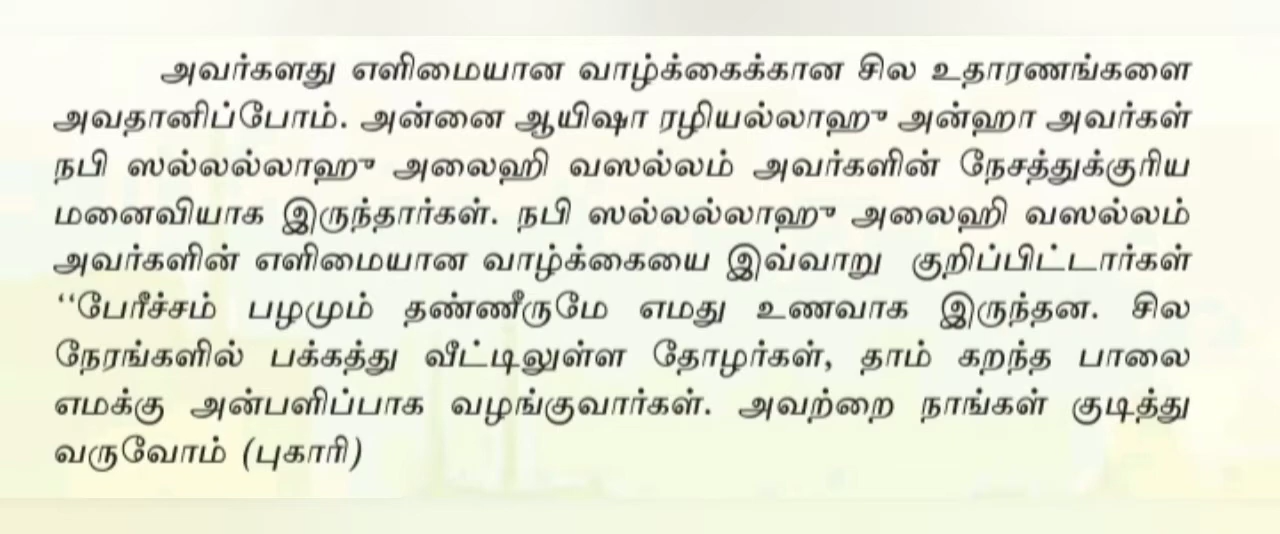 அவர்களது எளிமையான வாழ்க்கைக்கான சில உதாரணங்களை
அவதானிப்போம். அன்னை ஆயிஷா ரழியல்லாஹு அன்ஹா அவர்கள்
நபி ஸல்லல்லாஹு அலைஹி வஸல்லம் அவர்களின் நேசத்துக்குரிய
மனைவியாக இருந்தார்கள். நபி ஸல்லல்லாஹு அலைஹி வஸல்லம்
அவர்களின் எளிமையான வாழ்க்கையை இவ்வாறு குறிப்பிட்டார்கள்
“பேரீச்சம் பழமும் தண்ணீருமே எமது உணவாக இருந்தன. சில
நேரங்களில் பக்கத்து வீட்டிலுள்ள தோழர்கள், தாம் கறந்த பாலை
எமக்கு அன்பளிப்பாக வழங்குவார்கள். அவற்றை நாங்கள் குடித்து
வருவோம் (புகாரி)